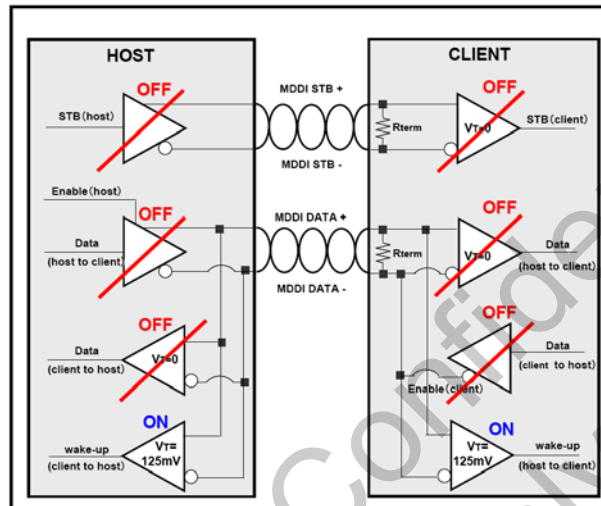 HOST
CLIENT
OFF
MDDI STB +
OFF
STB(host)
Rterm
VT=0
STB(client)
MDDI STB -
Enable(host)
OFF
MDDI DATA +
OFF
Data
(host to client)
Rterm
VT=0
Data
(host to client)
MDDI DATA -
OFF
OFF
Data
(client to host)
VT=0
Data
(client to host)
Enable(client)
ON
ON
wake-up
(client to host)
VT=
125mV
VT=
125mV
wake-up
(host to client)
Confide